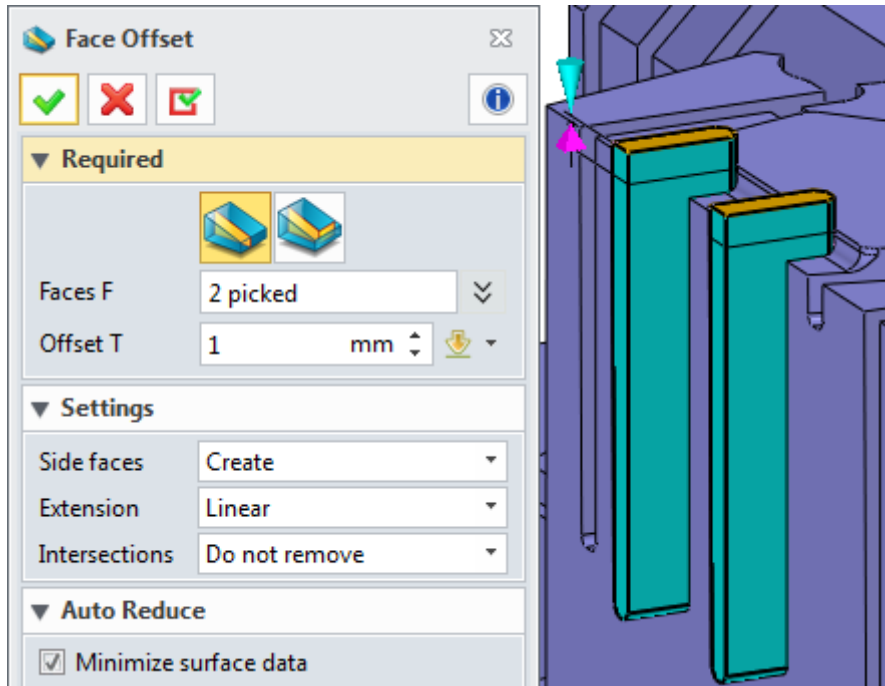 Face Offset
Required
Faces F 2 picked
Offset T 1 mm
Settings
Side faces Create
Extension Linear
Intersections Do not remove
Auto Reduce
Minimize surface data